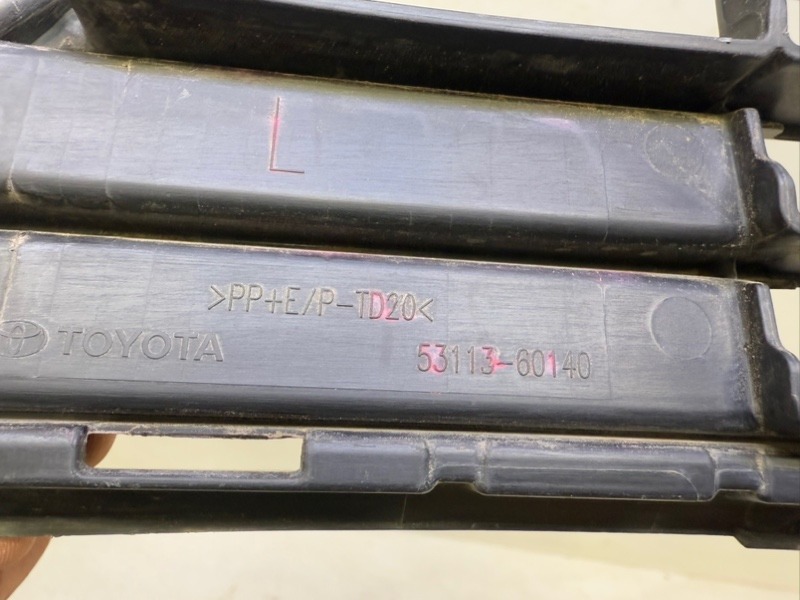 L
>PP+E/P-TD20<
TOYOTA
53113-60140